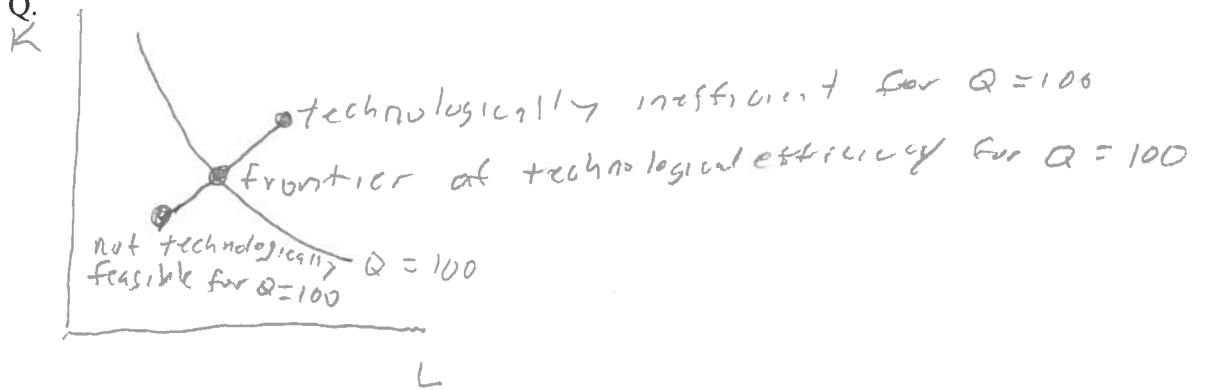 Q.
K
technologically inefficient for Q = 100
frontier of technological efficiency for Q = 100
not technologically
feasible for Q=100
Q = 100
L